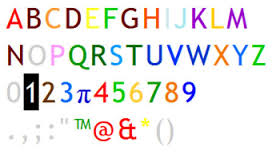 ABCDEFGHIJKLM
NOPQRSTUVWXYZ
0123π456789
.,;:"™@&*()